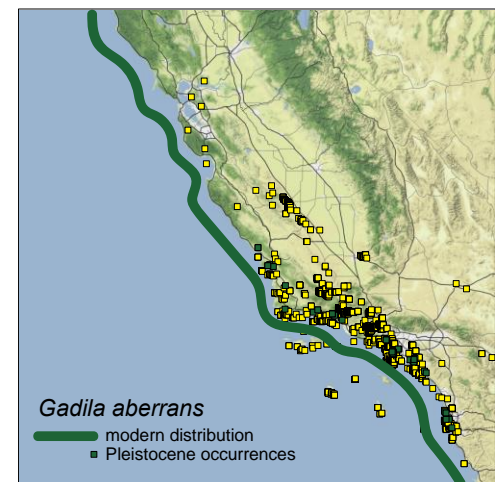 Gadila aberrans
modern distribution
Pleistocene occurrences